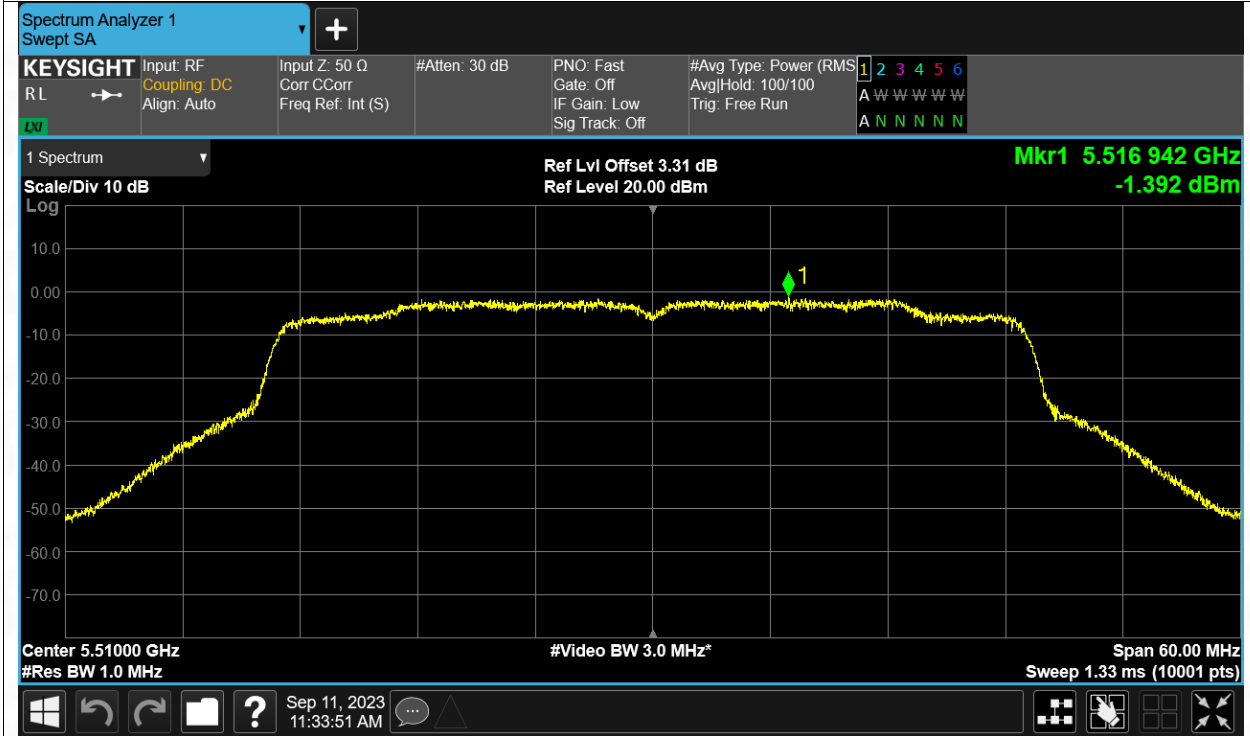 Spectrum Analyzer 1
Swept SA
KEYSIGHT
R L
LXI
Input: RF
Coupling: DC
Align: Auto
Input Z: 50 Ω
Corr CCorr
Freq Ref: Int (S)
#Atten: 30 dB
PNO: Fast
Gate: Off
IF Gain: Low
Sig Track: Off
#Avg Type: Power (RMS
Avg|Hold: 100/100
Trig: Free Run
1 2 3 4 5 6
A W W W W W
A N N N N N
1 Spectrum
Scale/Div 10 dB
Log
Ref Lvl Offset 3.31 dB
Ref Level 20.00 dBm
Mkr1 5.516 942 GHz
-1.392 dBm
10.0
0.00
-10.0
-20.0
-30.0
-40.0
-50.0
-60.0
-70.0
1
Center 5.51000 GHz
#Res BW 1.0 MHz
#Video BW 3.0 MHz*
Span 60.00 MHz
Sweep 1.33 ms (10001 pts)
?
Sep 11, 2023
11:33:51 AM